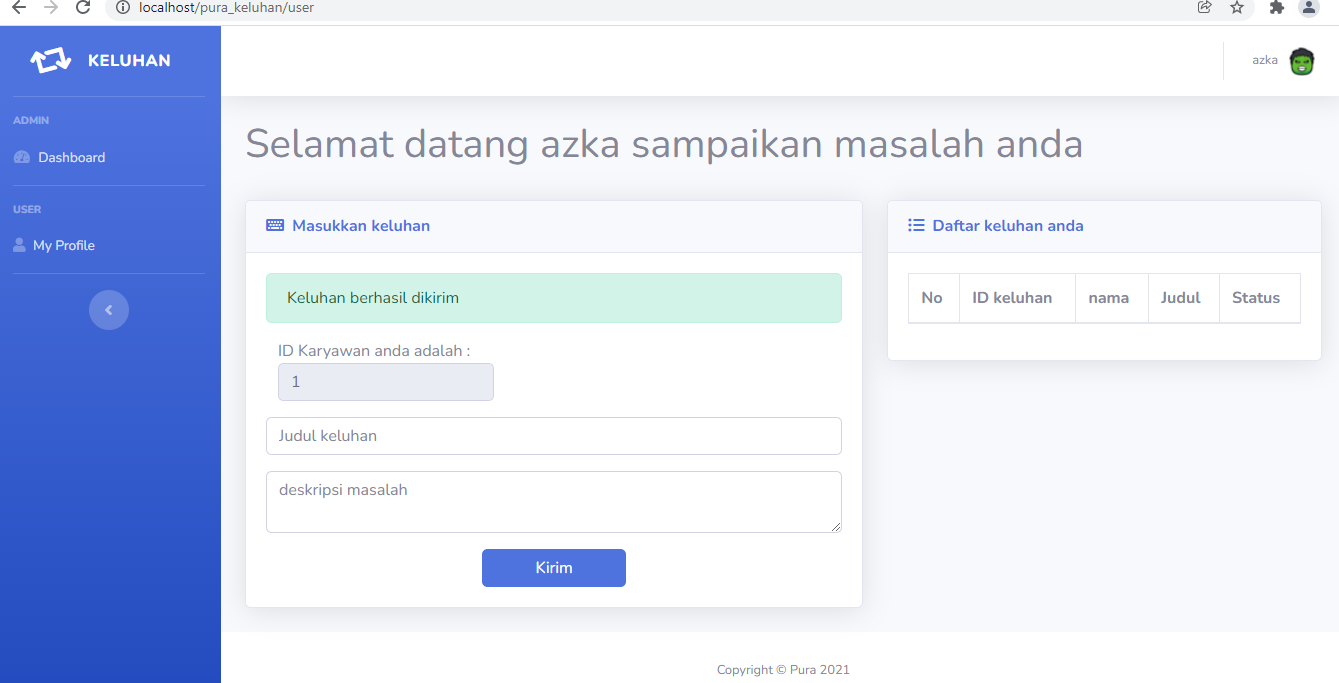 localhost/pura_keluhan/user
KELUHAN
azka
ADMIN
Dashboard
USER
My Profile
Selamat datang azka sampaikan masalah anda
Masukkan keluhan
Keluhan berhasil dikirim
ID Karyawan anda adalah :
1
Judul keluhan
deskripsi masalah
Kirim
Daftar keluhan anda
No ID keluhan nama Judul Status
Copyright © Pura 2021